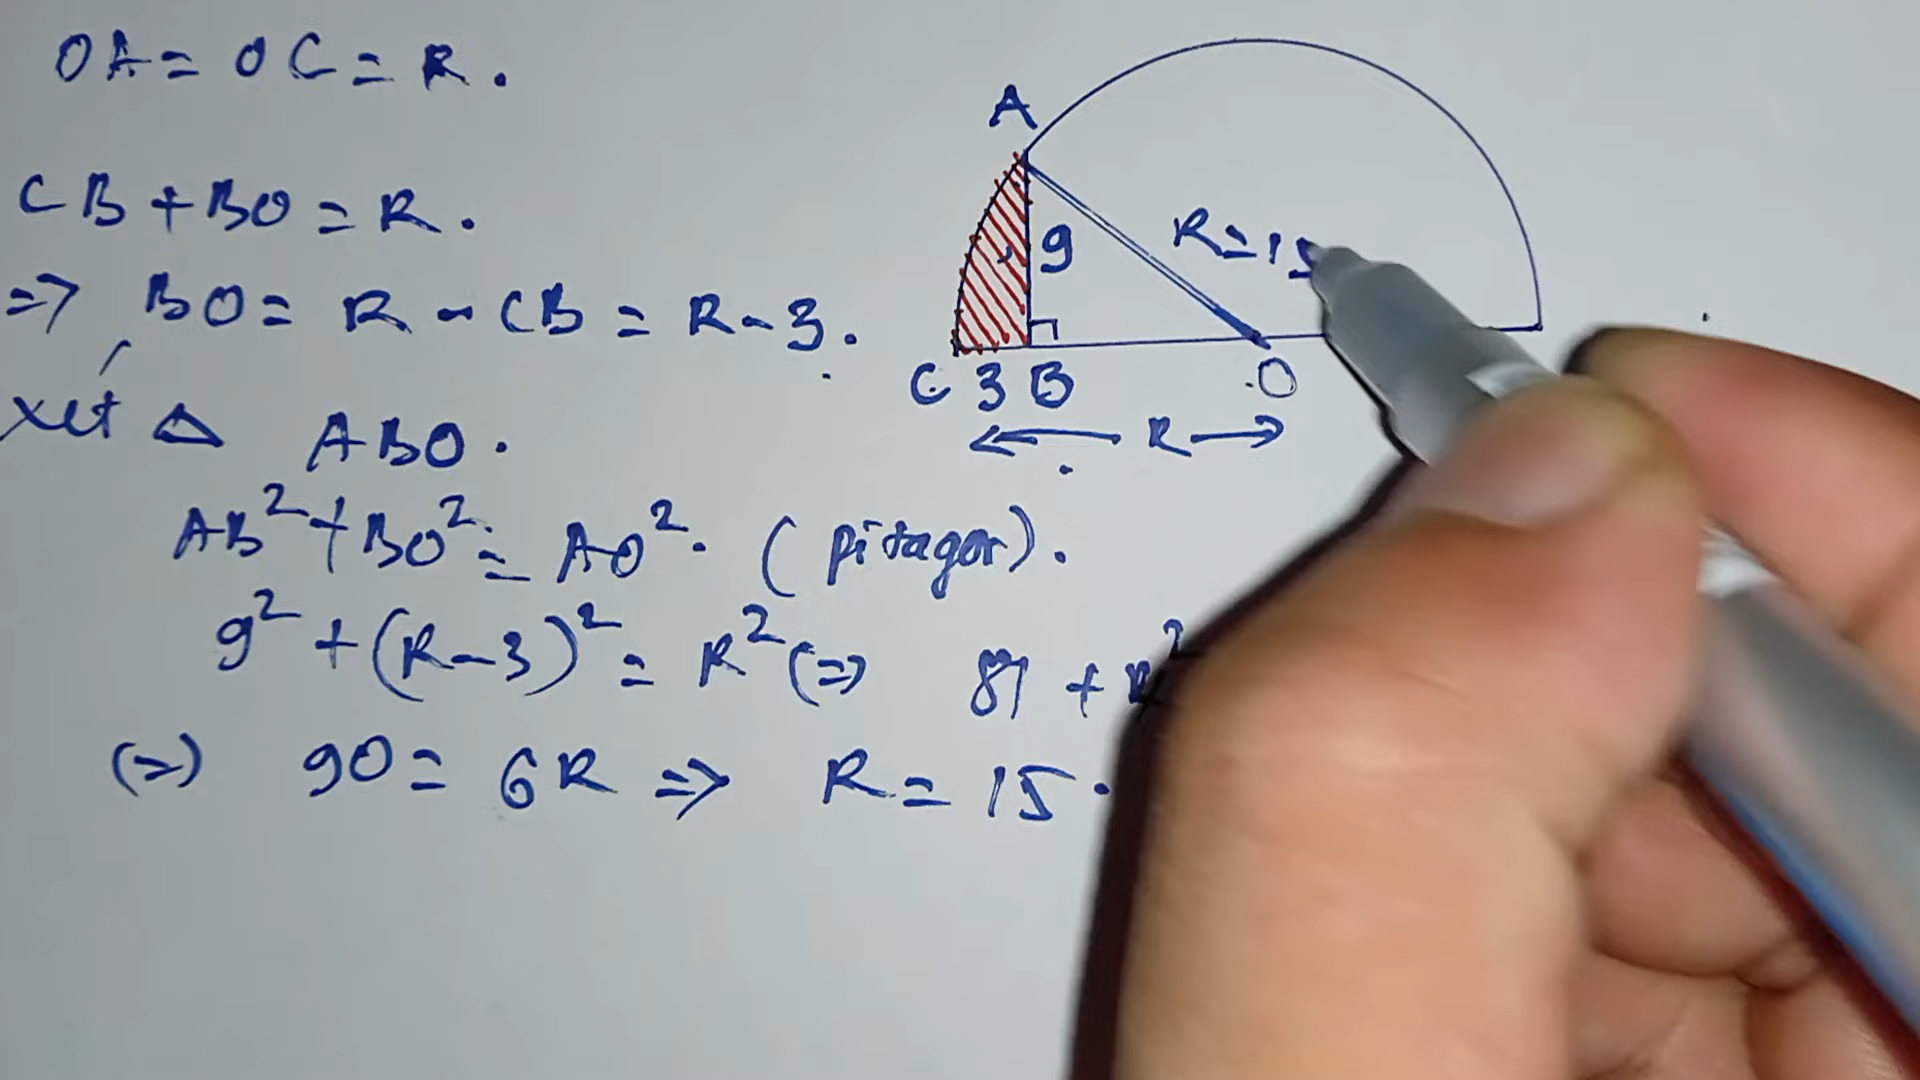 OA = OC = R.
CB + BO = R.
=> BO = R - CB = R - 3.
xét △ ABO.
AB² + BO² = AO². (pitagor).
9² + (R - 3)² = R² (=> 81 + R²
(=) 90 = 6R => R = 15.
A
9
R = 15
C 3 B O
R